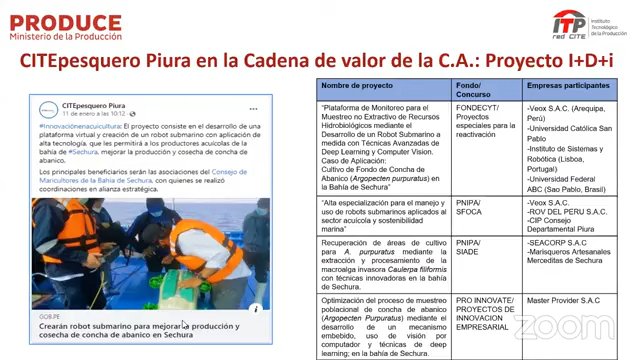 PRODUCE
Ministerio de la Producción
ITP
red CITE
Instituto
Tecnológico
de la Producción
CITEpesquero Piura en la Cadena de valor de la C.A.: Proyecto I+D+i
CITEpesquero Piura
11 de enero a las 10:12
#Innovaciónenacuicultura: El proyecto consiste en el desarrollo de una
plataforma virtual y creación de un robot submarino con aplicación de
alta tecnología, que les permitirá a los productores acuícolas de la
bahía de #Sechura, mejorar la producción y cosecha de concha de
abanico.
Los principales beneficiarios serán las asociaciones del Consejo de
Maricultores de la Bahía de Sechura, con quienes se realizó
coordinaciones en alianza estratégica.
GOB.PE
Crearán robot submarino para mejorar la producción y
cosecha de concha de abanico en Sechura
Nombre de proyecto
Fondo/
Concurso
Empresas participantes
"Plataforma de Monitoreo para el
Muestreo no Extractivo de Recursos
Hidrobiológicos mediante el
Desarrollo de un Robot Submarino a
medida con Técnicas Avanzadas de
Deep Learning y Computer Vision.
Caso de Aplicación:
Cultivo de Fondo de Concha de
Abanico (Argopecten purpuratus) en
la Bahía de Sechura"
FONDECYT/
Proyectos
especiales para la
reactivación
-Veox S.A.C. (Arequipa,
Perú)
-Universidad Católica San
Pablo
-Instituto de Sistemas y
Robótica (Lisboa,
Portugal)
-Universidad Federal
ABC (Sao Pablo, Brasil)
"Alta especialización para el manejo y
uso de robots submarinos aplicados al
sector acuícola y sostenibilidad
marina"
PNIPA/
SFOCA
-Veox S.A.C.
-ROV DEL PERU S.A.C.
-CIP Consejo
Departamental Piura
Recuperación de áreas de cultivo
para A. purpuratus mediante la
extracción y procesamiento de la
macroalga invasora Caulerpa filiformis
con técnicas innovadoras en la bahía
de Sechura.
PNIPA/
SIADE
-SEACORP S.A.C
-Marisqueros Artesanales
Merceditas de Sechura
Optimización del proceso de muestreo
poblacional de concha de abanico
(Argopecten Purpuratus) mediante el
desarrollo de un mecanismo
embebido, uso de visión por
computador y técnicas de deep
learning; en la bahía de Sechura.
PRO INNOVATE/
PROYECTOS DE
INNOVACION
EMPRESARIAL
Master Provider S.A.C
zoom